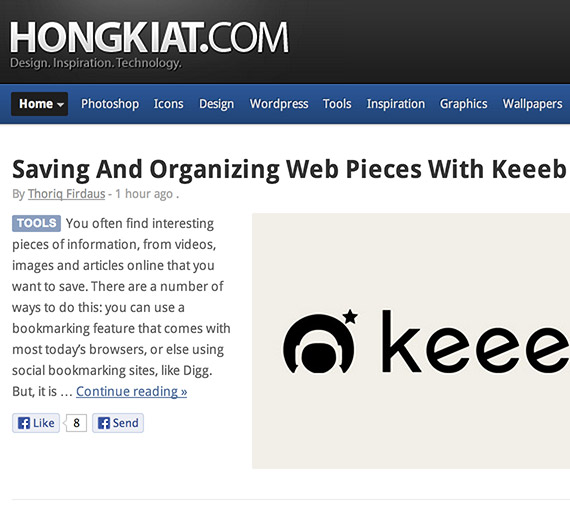 HONGKIAT.COM
Design. Inspiration. Technology.
Home Photoshop Icons Design Wordpress Tools Inspiration Graphics Wallpapers
Saving And Organizing Web Pieces With Keeeb
By Thoriq Firdaus - 1 hour ago .
TOOLS You often find interesting
pieces of information, from videos,
images and articles online that you
want to save. There are a number of
ways to do this: you can use a
bookmarking feature that comes with
most today's browsers, or else using
social bookmarking sites, like Digg.
But, it is … Continue reading »
keee
Like 8 Send